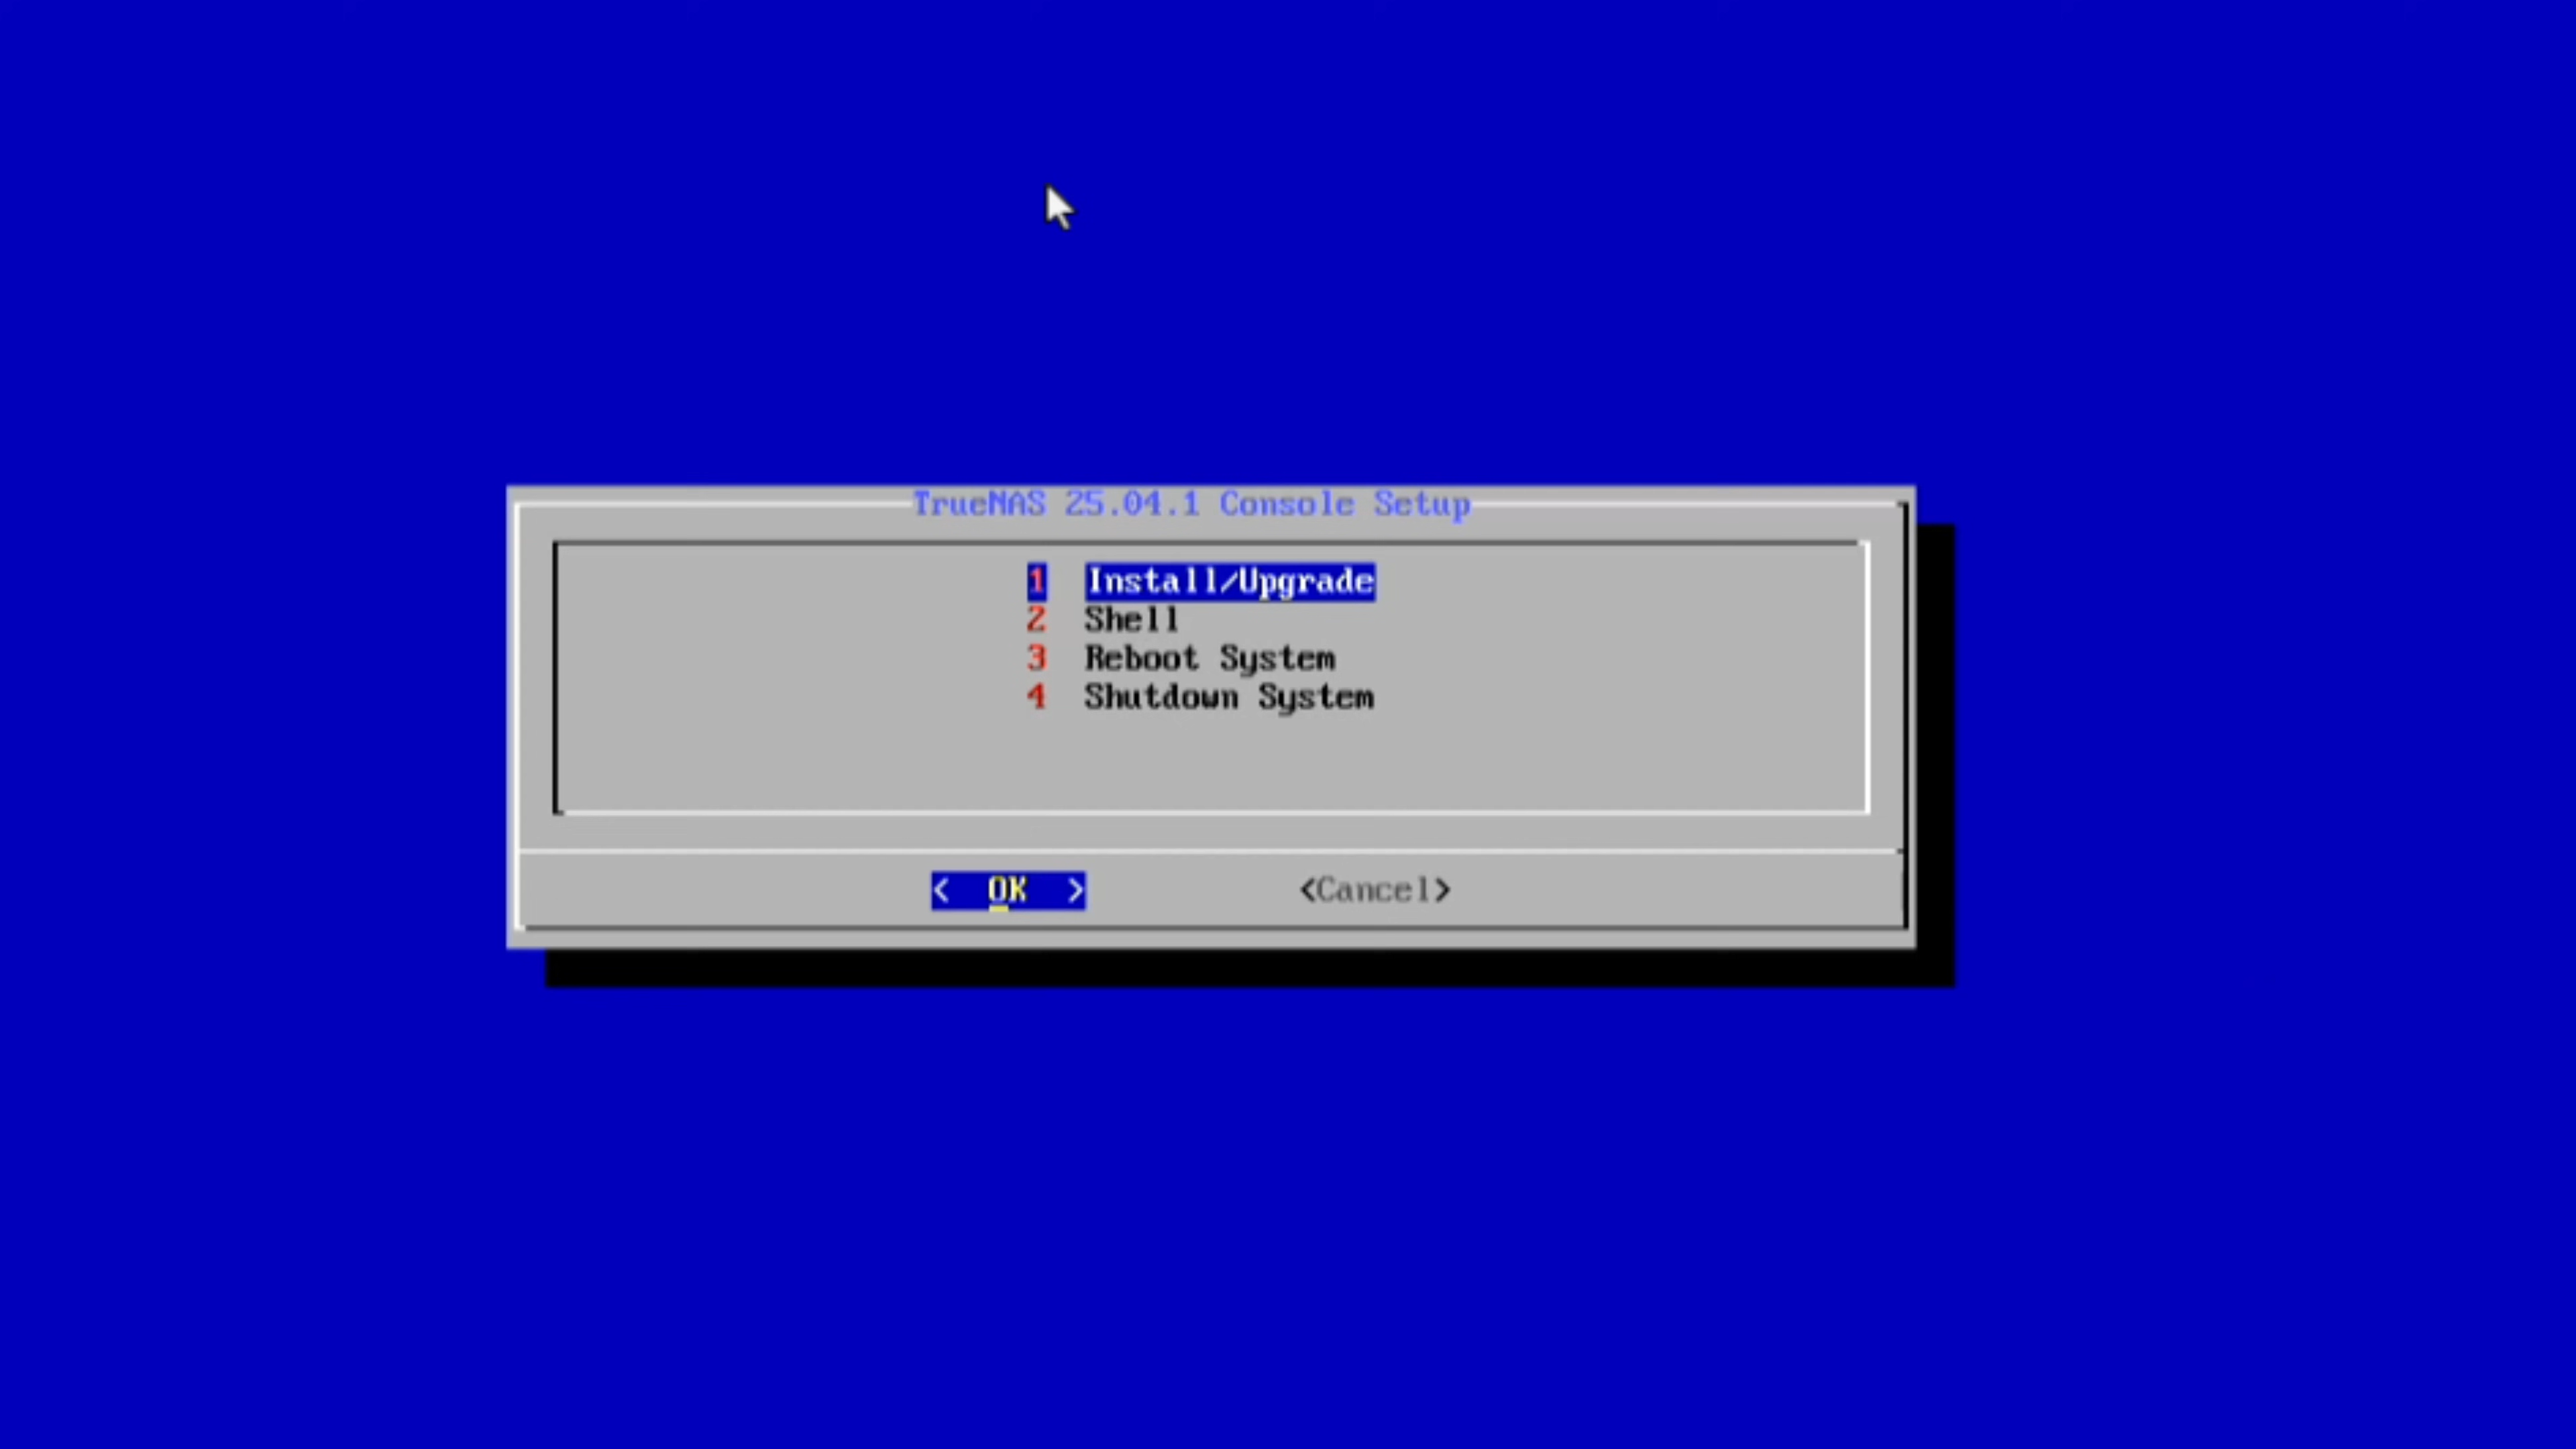 TrueNAS 25.04.1 Console Setup
1 Install/Upgrade
2 Shell
3 Reboot System
4 Shutdown System
< OK > <Cancel>